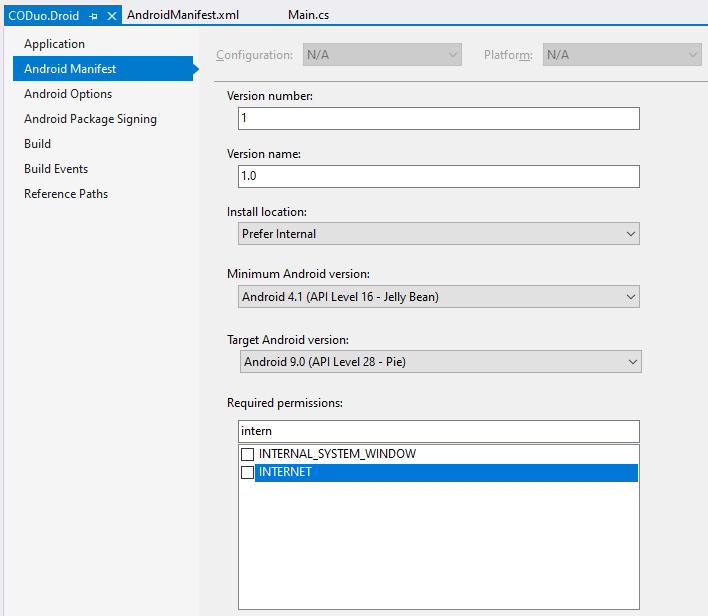 CODuo.Droid AndroidManifest.xml Main.cs
Application
Android Manifest
Android Options
Android Package Signing
Build
Build Events
Reference Paths
Configuration: N/A Platform: N/A
Version number:
1
Version name:
1.0
Install location:
Prefer Internal
Minimum Android version:
Android 4.1 (API Level 16 - Jelly Bean)
Target Android version:
Android 9.0 (API Level 28 - Pie)
Required permissions:
intern
INTERNAL_SYSTEM_WINDOW
INTERNET